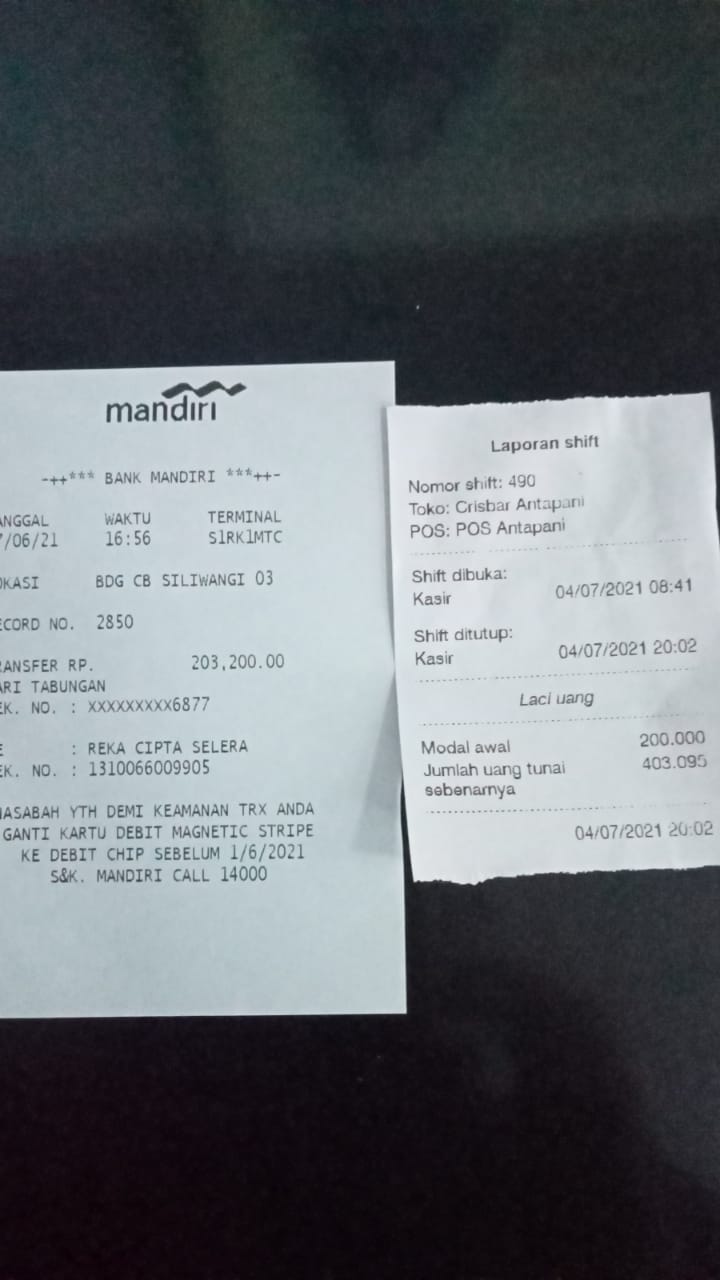 mandiri
-++*** BANK MANDIRI ***++-
ANGGAL WAKTU TERMINAL
7/06/21 16:56 S1RK1MTC
OKASI BDG CB SILIWANGI 03
ECORD NO. 2850
RANSFER RP. 203,200.00
ARI TABUNGAN
EK. NO. : XXXXXXXXX6877
E : REKA CIPTA SELERA
EK. NO. : 1310066009905
NASABAH YTH DEMI KEAMANAN TRX ANDA
GANTI KARTU DEBIT MAGNETIC STRIPE
KE DEBIT CHIP SEBELUM 1/6/2021
S&K. MANDIRI CALL 14000
Laporan shift
Nomor shift: 490
Toko: Crisbar Antapani
POS: POS Antapani
Shift dibuka:
Kasir 04/07/2021 08:41
Shift ditutup:
Kasir 04/07/2021 20:02
Laci uang
Modal awal 200.000
Jumlah uang tunai 403.095
sebenarnya
04/07/2021 20:02